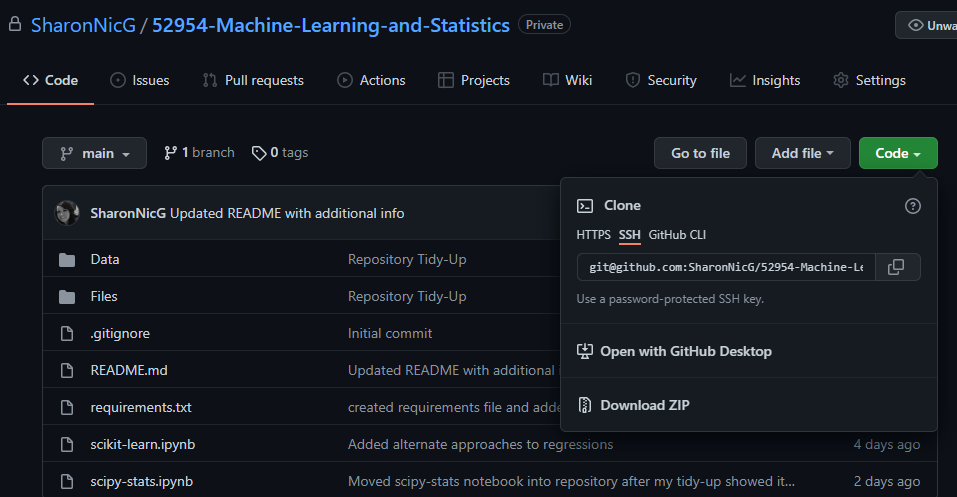 SharonNicG / 52954-Machine-Learning-and-Statistics Private
Code Issues Pull requests Actions Projects Wiki Security Insights Settings
main 1 branch 0 tags Go to file Add file Code
SharonNicG Updated README with additional info
Data Repository Tidy-Up
Files Repository Tidy-Up
.gitignore Initial commit
README.md Updated README with additional
requirements.txt created requirements file and
scikit-learn.ipynb Added alternate approaches to regressions 4 days ago
scipy-stats.ipynb Moved scipy-stats notebook into repository after my tidy-up showed it... 2 days ago
Clone
HTTPS SSH GitHub CLI
git@github.com:SharonNicG/52954-Machine-Le
Use a password-protected SSH key.
Open with GitHub Desktop
Download ZIP